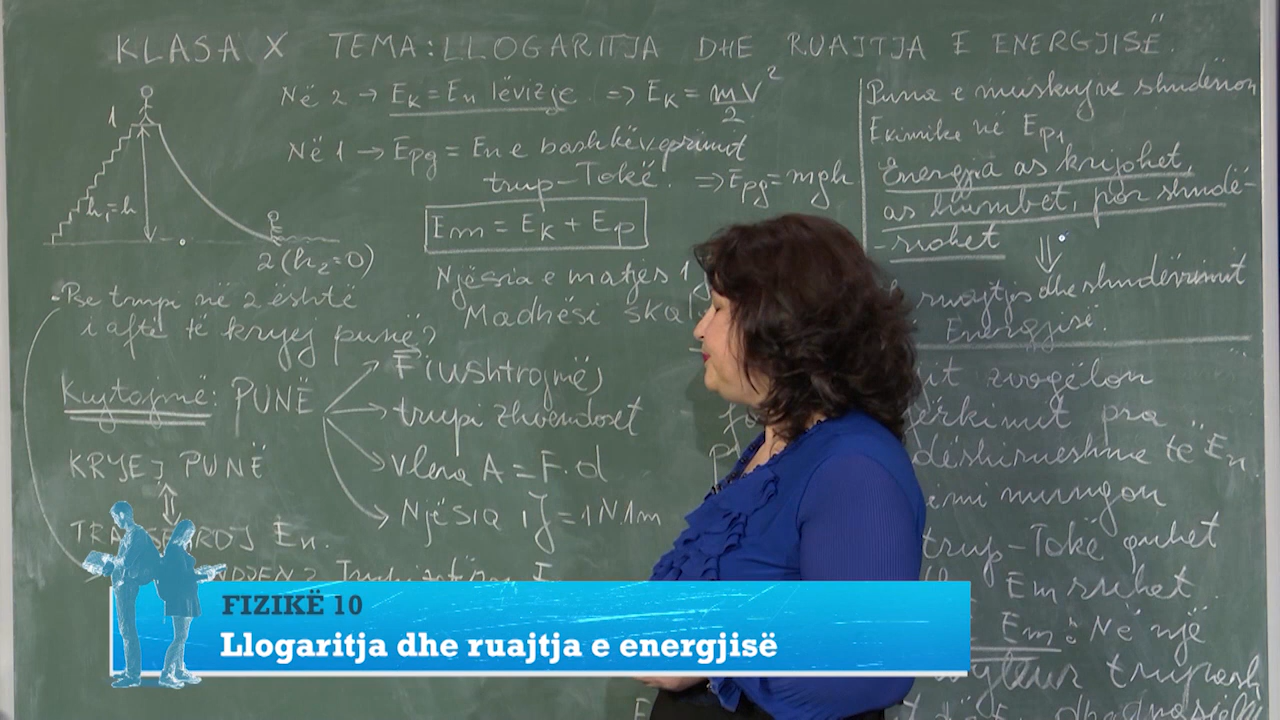 KLASA X TEMA: LLOGARITJA DHE RUAJTJA E ENERGJISË"
1
h₁=h
2 (h₂=0)
Në 2 → Ek = En lëvizje => Ek = mV²/2
Në 1 → Epg = En e bashkëveprimit
trup-Tokë. => Epg = mgh
Em = Ek + Ep
Njësia e matjes 1
Madhësi
Pse trupi në 2 është
i aftë të kryej punë?
Kujtojmë: PUNË
F (ushtrojmë)
trupi zhvendoset
vlera A = F.d
Njësia 1J = 1N.1m
KRYEJ PUNË
⇕
En.
Puna e muskujve shndërron
Ekimike në Ep1
Energjia as krijohet,
as humbet, por shndë-
-rrohet
⇓
ruajtjes dhe shndërrimit
Energjisë.
zvogëlon
fërkimit pra
dëshirueshme të En.
mungon
trup-Tokë quhet
Em ruhet
Em: Në një
FIZIKË 10
Llogaritja dhe ruajtja e energjisë